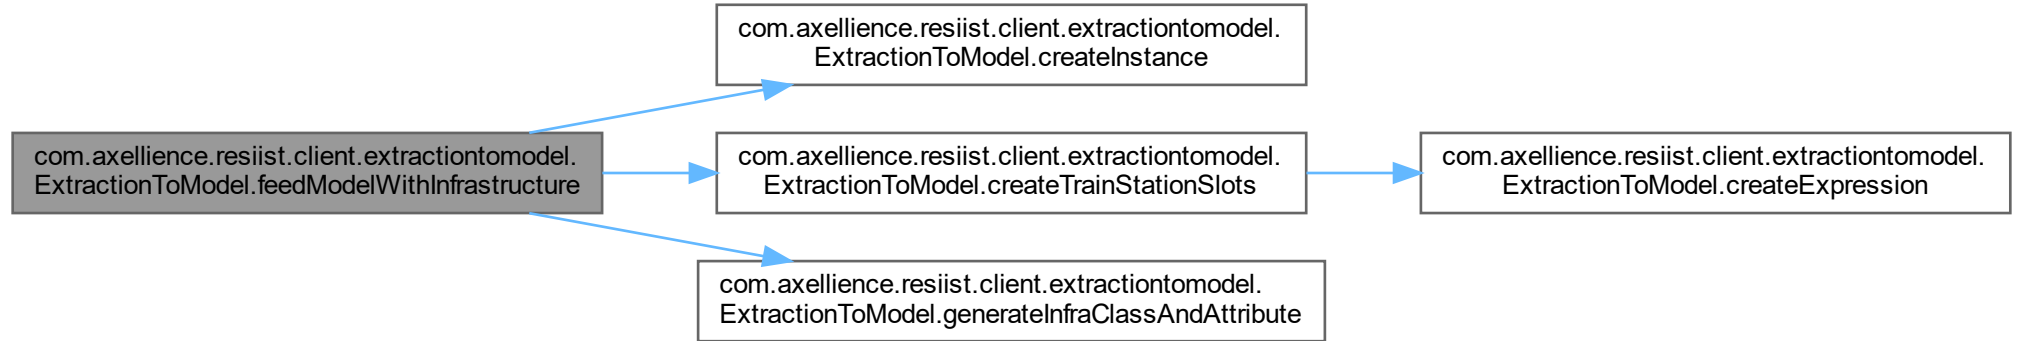 com.axellience.resiist.client.extractiontomodel.
ExtractionToModel.feedModelWithInfrastructure
com.axellience.resiist.client.extractiontomodel.
ExtractionToModel.createInstance
com.axellience.resiist.client.extractiontomodel.
ExtractionToModel.createTrainStationSlots
com.axellience.resiist.client.extractiontomodel.
ExtractionToModel.createExpression
com.axellience.resiist.client.extractiontomodel.
ExtractionToModel.generateInfraClassAndAttribute